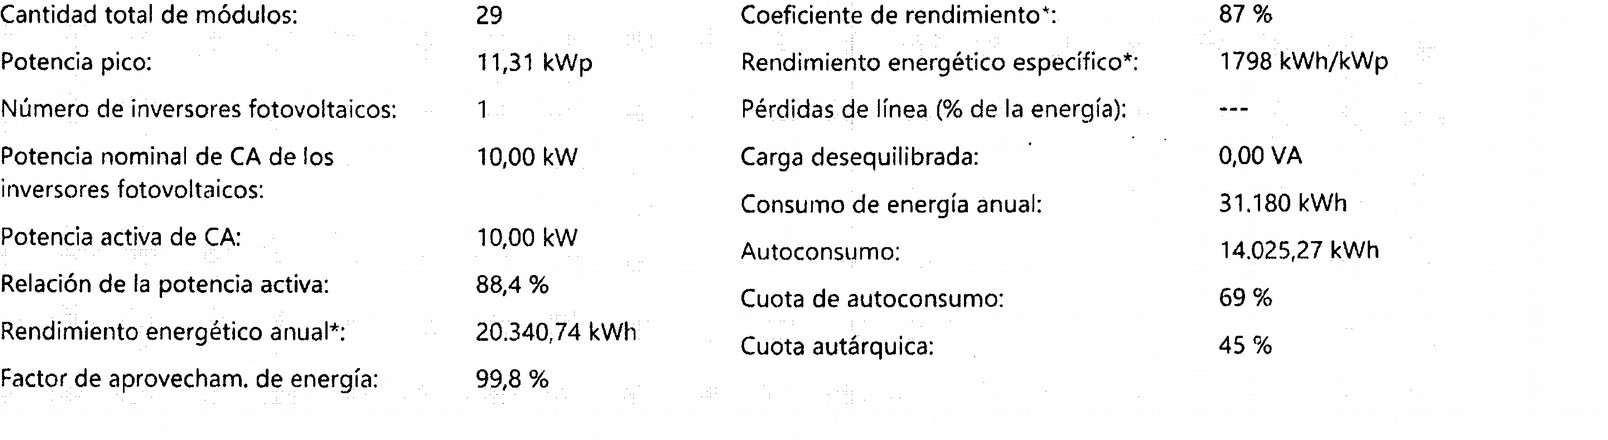 Cantidad total de módulos: 29
Potencia pico: 11,31 kWp
Número de inversores fotovoltaicos: 1
Potencia nominal de CA de los 10,00 kW
inversores fotovoltaicos:
Potencia activa de CA: 10,00 kW
Relación de la potencia activa: 88,4 %
Rendimiento energético anual*: 20.340,74 kWh
Factor de aprovecham. de energía: 99,8 %
Coeficiente de rendimiento*: 87 %
Rendimiento energético específico*: 1798 kWh/kWp
Pérdidas de línea (% de la energía): ---
Carga desequilibrada: 0,00 VA
Consumo de energía anual: 31.180 kWh
Autoconsumo: 14.025,27 kWh
Cuota de autoconsumo: 69 %
Cuota autárquica: 45 %